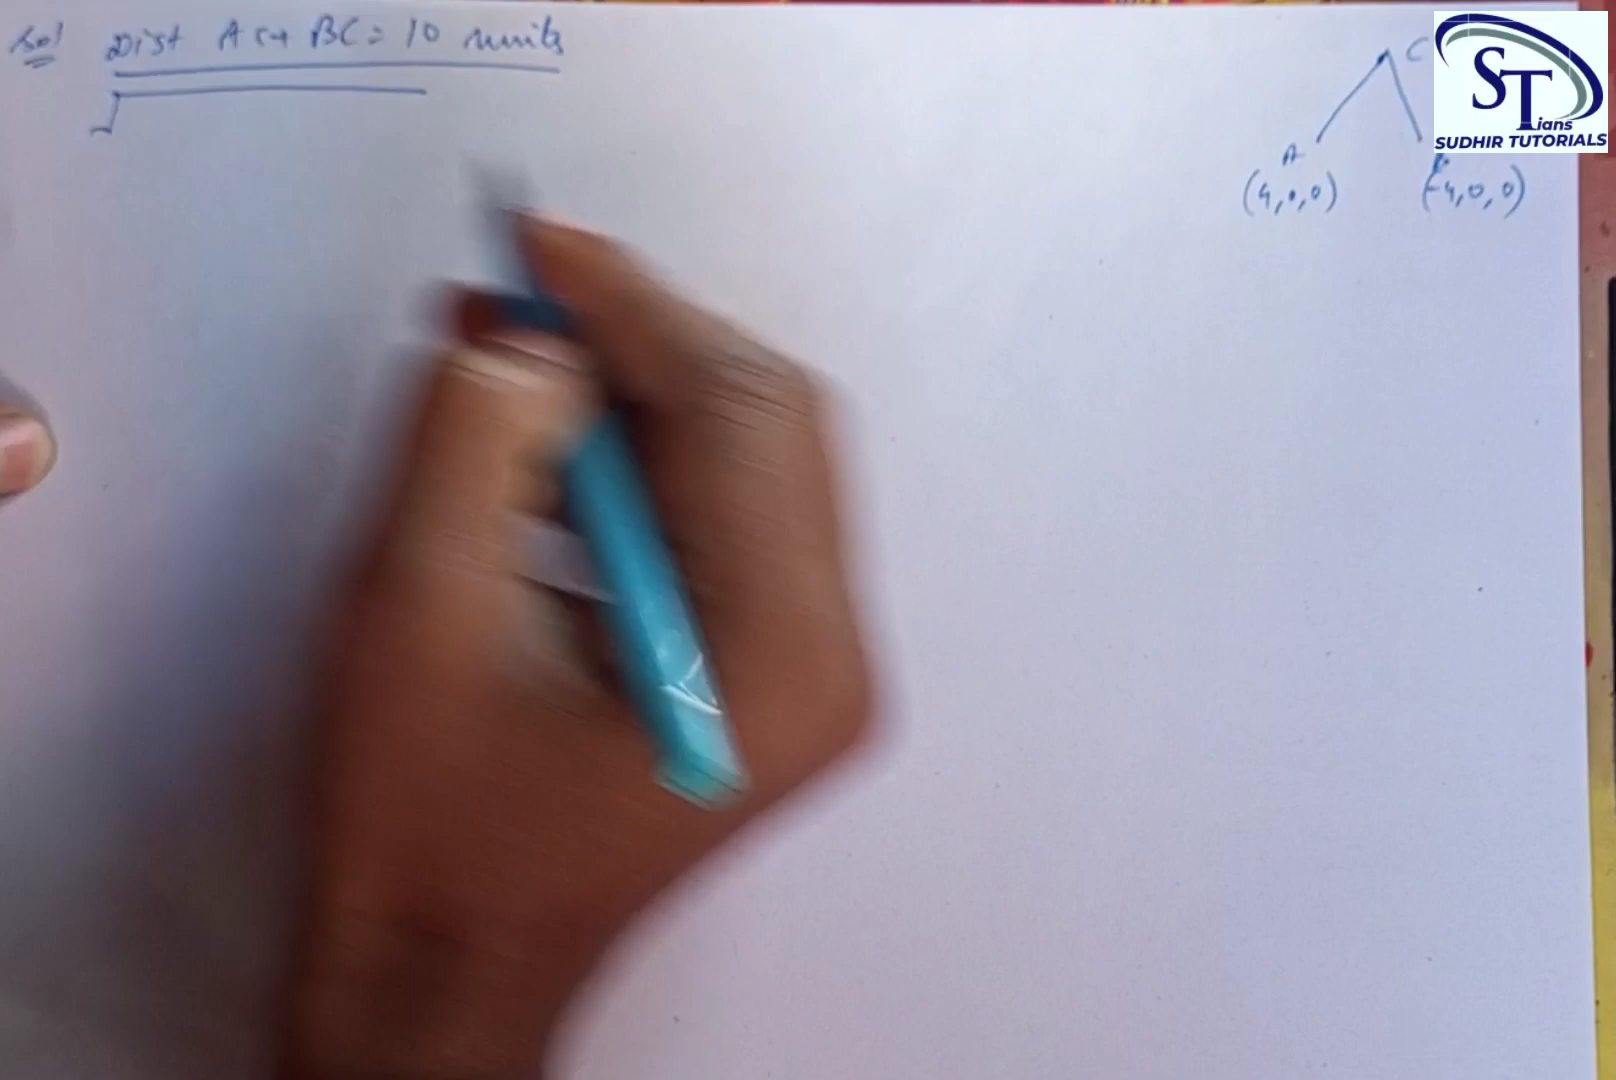 Sol Dist AC + BC = 10 units
C
ST
ians
SUDHIR TUTORIALS
A B
(4,0,0) (-4,0,0)